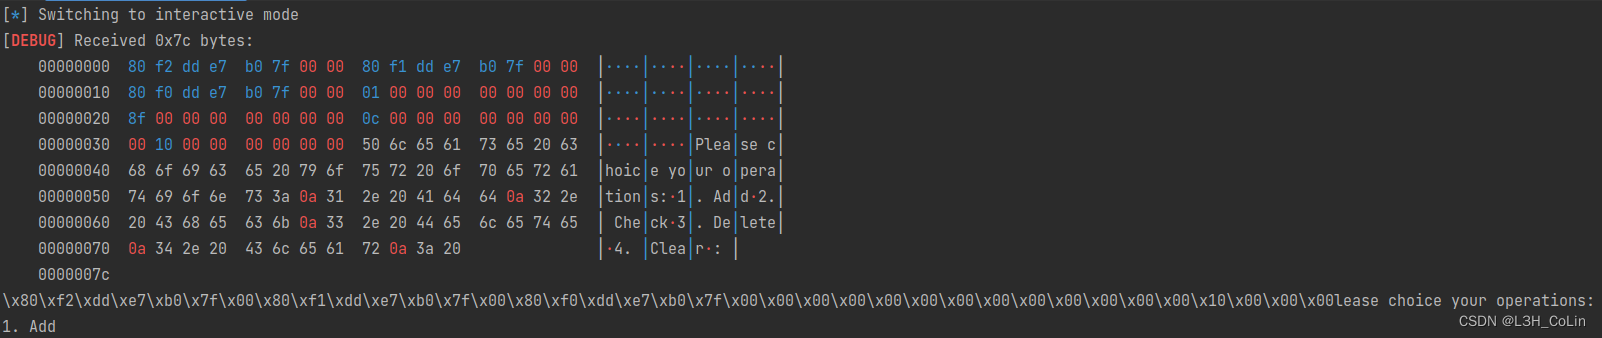 [*] Switching to interactive mode
[DEBUG] Received 0x7c bytes:
00000000 80 f2 dd e7 b0 7f 00 00 80 f1 dd e7 b0 7f 00 00 │····│····│····│····│
00000010 80 f0 dd e7 b0 7f 00 00 01 00 00 00 00 00 00 00 │····│····│····│····│
00000020 8f 00 00 00 00 00 00 00 0c 00 00 00 00 00 00 00 │····│····│····│····│
00000030 00 10 00 00 00 00 00 00 50 6c 65 61 73 65 20 63 │····│····│Plea│se c│
00000040 68 6f 69 63 65 20 79 6f 75 72 20 6f 70 65 72 61 │hoic│e yo│ur o│pera│
00000050 74 69 6f 6e 73 3a 0a 31 2e 20 41 64 64 0a 32 2e │tion│s:·1│. Ad│d·2.│
00000060 20 43 68 65 63 6b 0a 33 2e 20 44 65 6c 65 74 65 │ Che│ck·3│. De│lete│
00000070 0a 34 2e 20 43 6c 65 61 72 0a 3a 20 │·4. │Clea│r·: │
0000007c
\x80\xf2\xdd\xe7\xb0\x7f\x00\x80\xf1\xdd\xe7\xb0\x7f\x00\x80\xf0\xdd\xe7\xb0\x7f\x00\x00\x00\x00\x00\x00\x00\x00\x00\x00\x00\x00\x00\x10\x00\x00\x00lease choice your operations:
1. Add
CSDN @L3H_CoLin